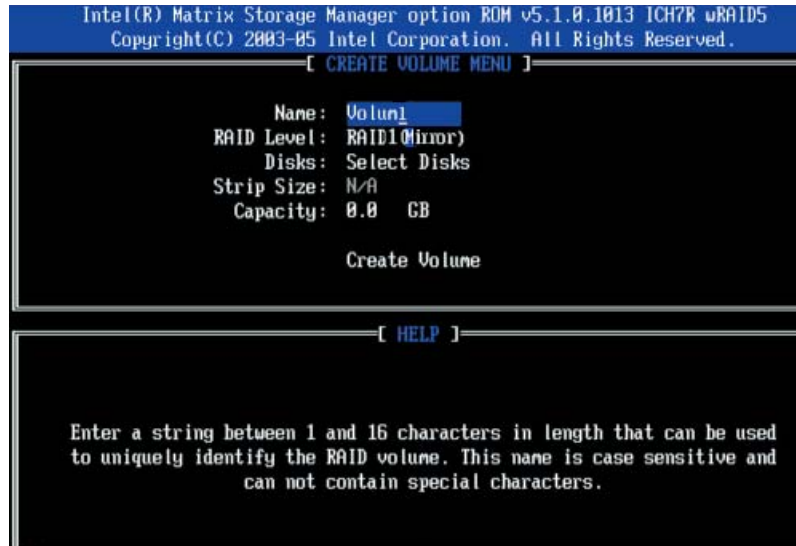 Intel(R) Matrix Storage Manager option ROM v5.1.0.1013 ICH7R wRAID5
Copyright(C) 2003-05 Intel Corporation. All Rights Reserved.
[ CREATE VOLUME MENU ]
Name: Volum1
RAID Level: RAID1(Mirror)
Disks: Select Disks
Strip Size: N/A
Capacity: 0.0 GB
Create Volume
[ HELP ]
Enter a string between 1 and 16 characters in length that can be used
to uniquely identify the RAID volume. This name is case sensitive and
can not contain special characters.